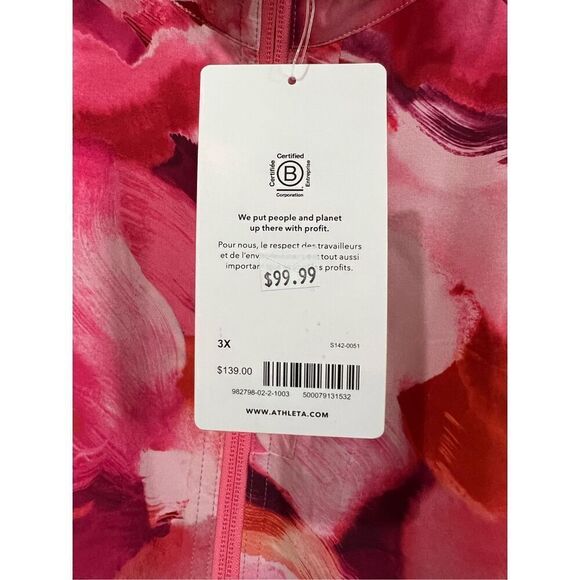 Certified
Certifiée
B
Entreprise
Corporation
We put people and planet
up there with profit.
Pour nous, le respect des travailleurs
et de l'env tout aussi
important profits.
$99.99
3X
S142-0051
$139.00
982798-02-2-1003 500079131532
WWW.ATHLETA.COM